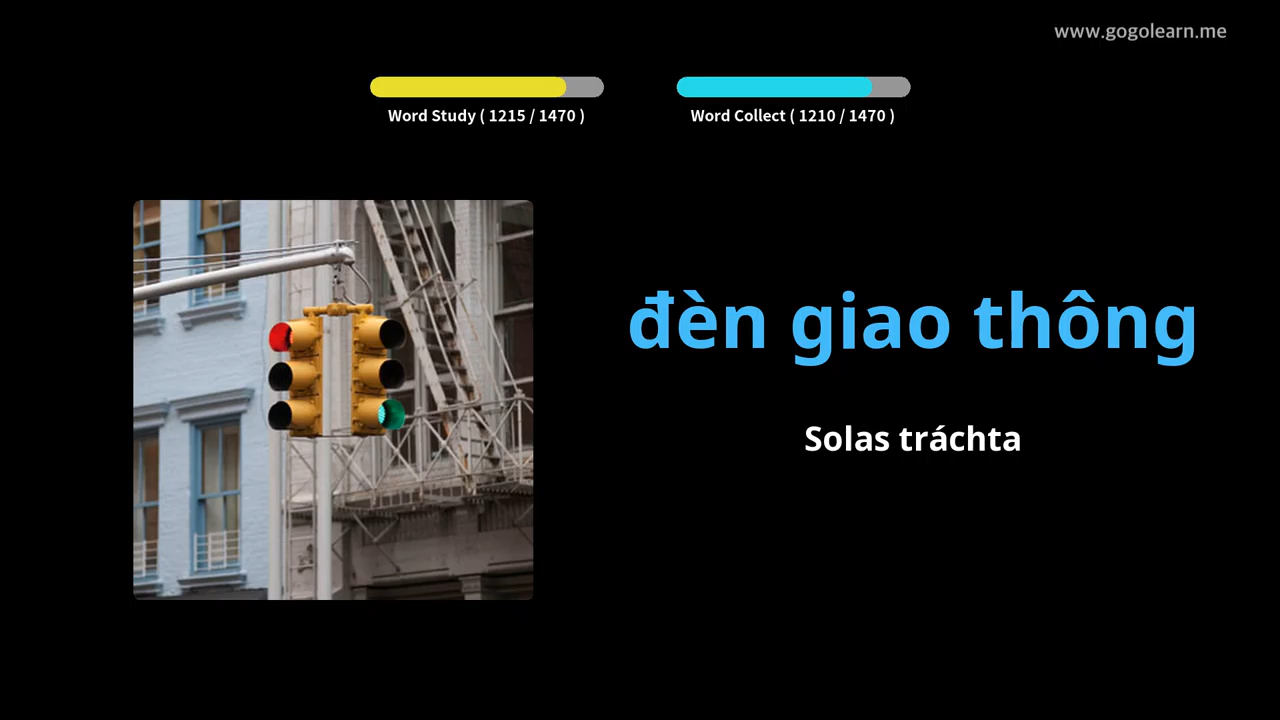 www.gogolearn.me
Word Study ( 1215 / 1470 )
Word Collect ( 1210 / 1470 )
đèn giao thông
Solas tráchta